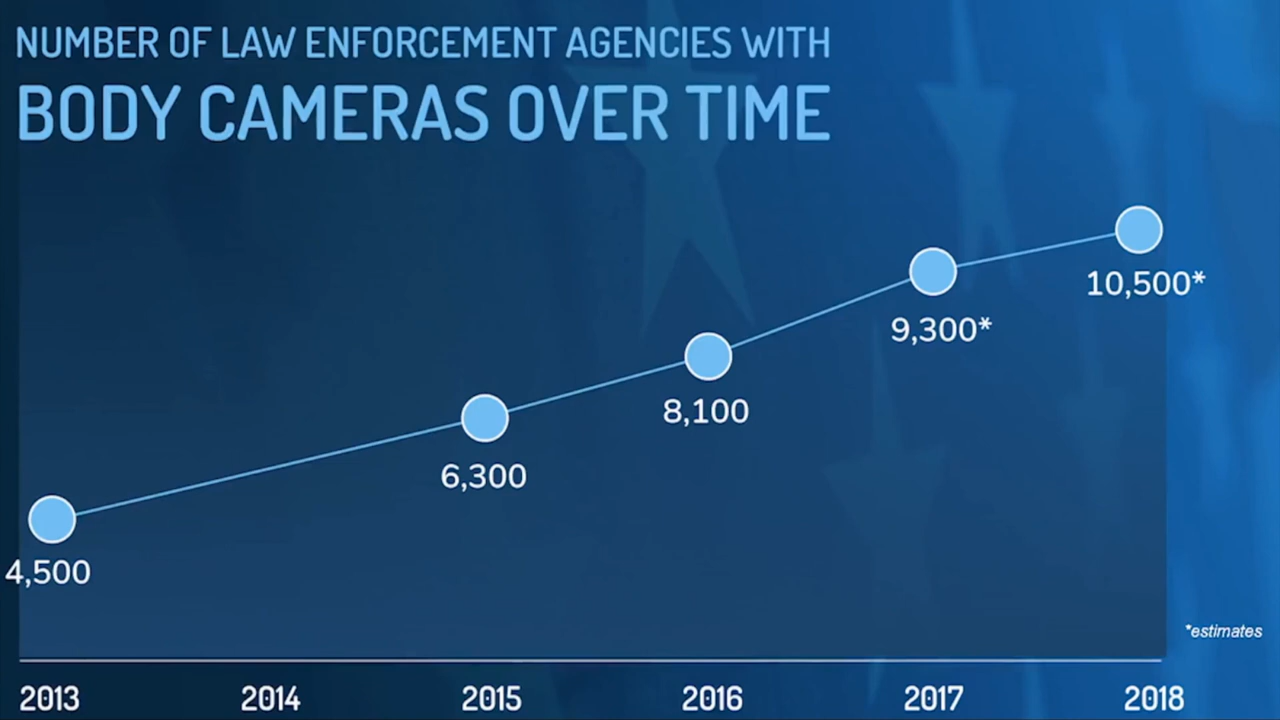 NUMBER OF LAW ENFORCEMENT AGENCIES WITH
BODY CAMERAS OVER TIME
10,500*
9,300*
8,100
6,300
4,500
*estimates
2013 2014 2015 2016 2017 2018